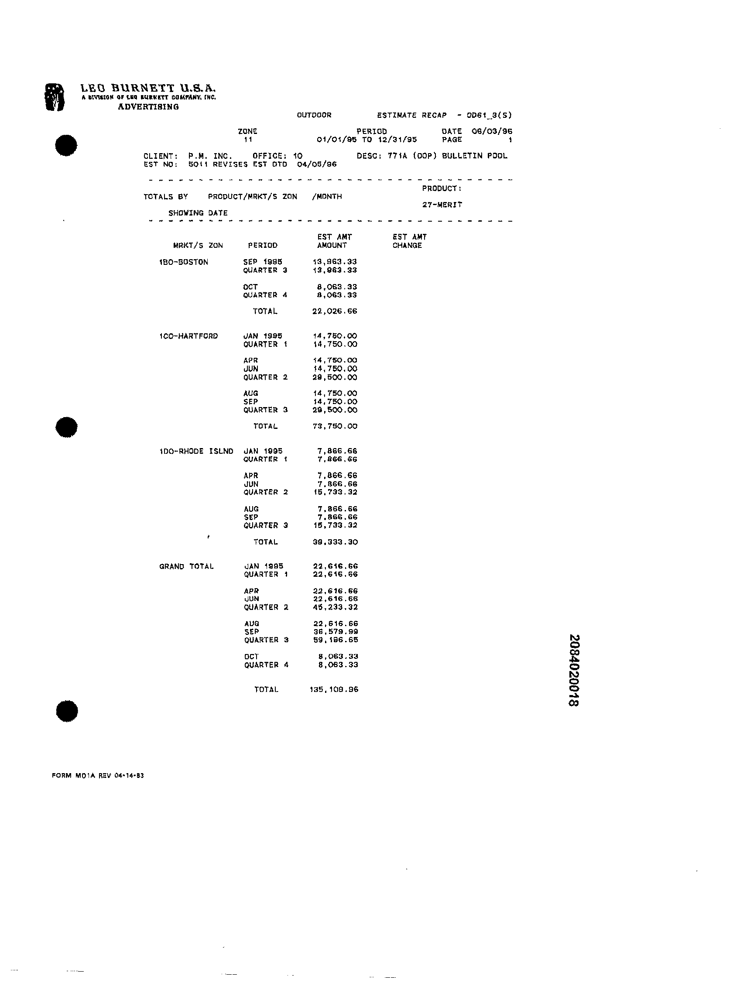 LEO BURNETT U.S.A.
A DIVISION OF LEO BURNETT COMPANY, INC.
ADVERTISING
OUTDOOR ESTIMATE RECAP - OD61_3(S)
ZONE PERIOD DATE 06/03/96
11 01/01/95 TO 12/31/95 PAGE 1
CLIENT: P.M. INC. OFFICE: 10 DESC: 771A (OOP) BULLETIN POOL
EST NO: 5011 REVISES EST DTD 04/05/96
PRODUCT:
TOTALS BY PRODUCT/MRKT/S ZON /MONTH
27-MERIT
SHOWING DATE
EST AMT EST AMT
MRKT/S ZON PERIOD AMOUNT CHANGE
1BO-BOSTON SEP 1995 13,963.33
QUARTER 3 13,963.33
OCT 8,063.33
QUARTER 4 8,063.33
TOTAL 22,026.66
1CO-HARTFORD JAN 1995 14,750.00
QUARTER 1 14,750.00
APR 14,750.00
JUN 14,750.00
QUARTER 2 29,500.00
AUG 14,750.00
SEP 14,750.00
QUARTER 3 29,500.00
TOTAL 73,750.00
1DO-RHODE ISLND JAN 1995 7,866.66
QUARTER 1 7,866.66
APR 7,866.66
JUN 7,866.66
QUARTER 2 15,733.32
AUG 7,866.66
SEP 7,866.66
QUARTER 3 15,733.32
TOTAL 39,333.30
GRAND TOTAL JAN 1995 22,616.66
QUARTER 1 22,616.66
APR 22,616.66
JUN 22,616.66
QUARTER 2 45,233.32
AUG 22,616.66
SEP 36,579.99
QUARTER 3 59,196.65
OCT 8,063.33
QUARTER 4 8,063.33
TOTAL 135,109.96
2084020018
FORM MD1A REV 04-14-83